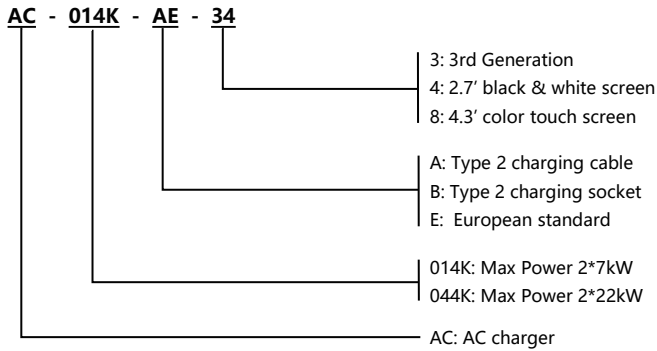 AC - 014K - AE - 34
3: 3rd Generation
4: 2.7’ black & white screen
8: 4.3’ color touch screen
A: Type 2 charging cable
B: Type 2 charging socket
E: European standard
014K: Max Power 2*7kW
044K: Max Power 2*22kW
AC: AC charger